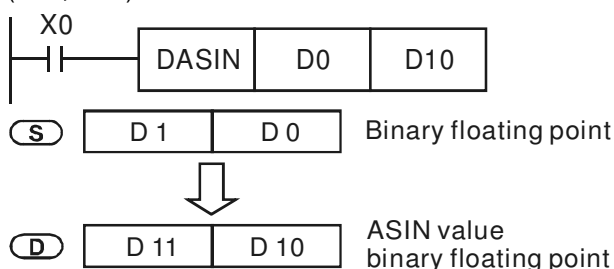 X0
DASIN D0 D10
S D 1 D 0 Binary floating point
D D 11 D 10 ASIN value
binary floating point